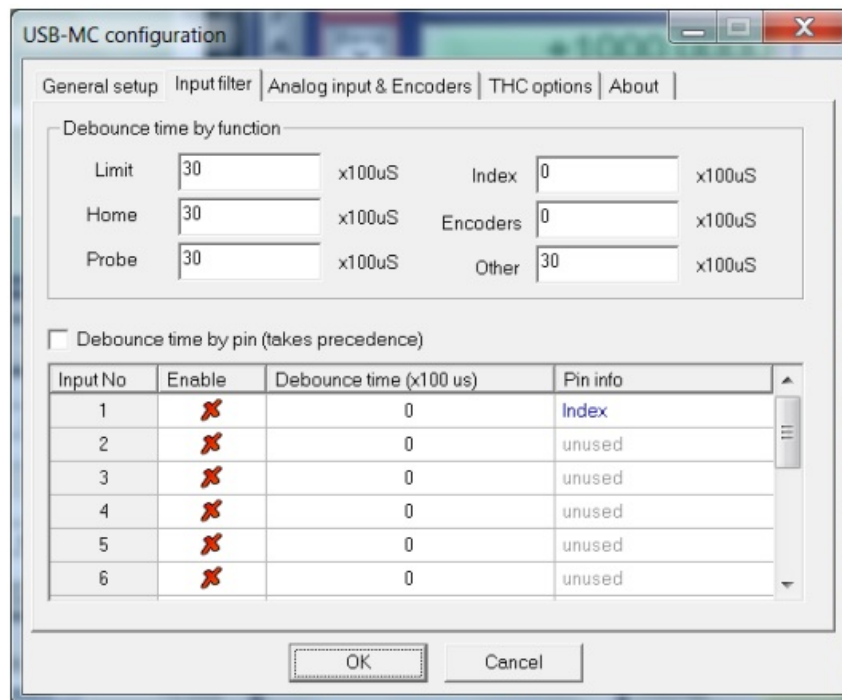 USB-MC configuration
+1000.0000
General setup Input filter Analog input & Encoders THC options About
Debounce time by function
Limit 30 x100uS Index 0 x100uS
Home 30 x100uS Encoders 0 x100uS
Probe 30 x100uS Other 30 x100uS
Debounce time by pin (takes precedence)
Input No Enable Debounce time (x100 us) Pin info
1 0 Index
2 0 unused
3 0 unused
4 0 unused
5 0 unused
6 0 unused
OK Cancel